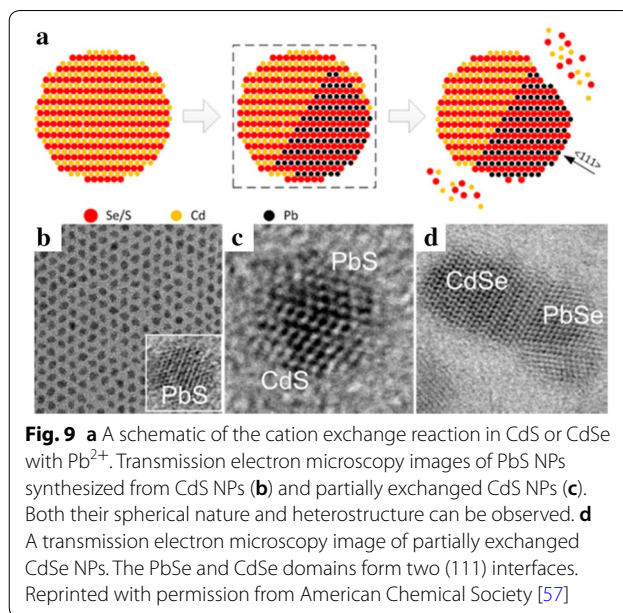 a
<111>
Se/S Cd Pb
b c d
PbS
CdSe
PbSe
PbS
CdS
Fig. 9 a A schematic of the cation exchange reaction in CdS or CdSe
with Pb2+. Transmission electron microscopy images of PbS NPs
synthesized from CdS NPs (b) and partially exchanged CdS NPs (c).
Both their spherical nature and heterostructure can be observed. d
A transmission electron microscopy image of partially exchanged
CdSe NPs. The PbSe and CdSe domains form two (111) interfaces.
Reprinted with permission from American Chemical Society [57]